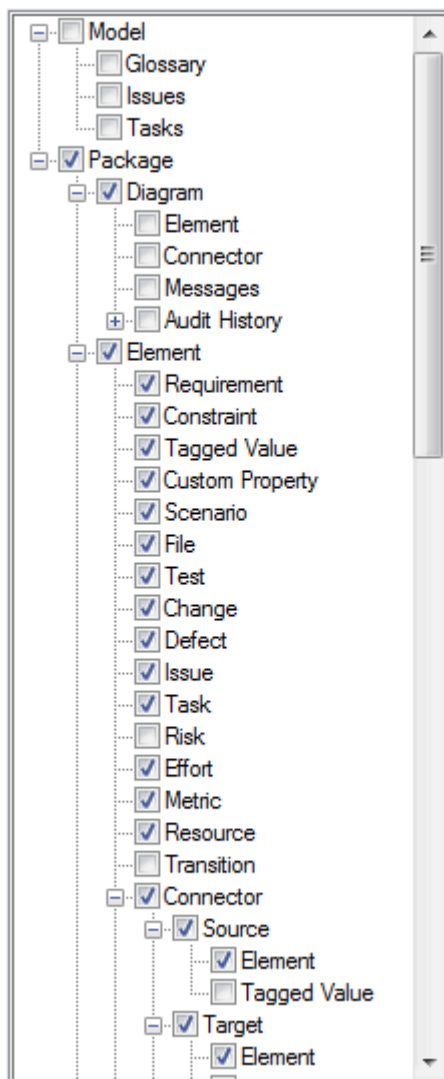 Model
Glossary
Issues
Tasks
Package
Diagram
Element
Connector
Messages
Audit History
Element
Requirement
Constraint
Tagged Value
Custom Property
Scenario
File
Test
Change
Defect
Issue
Task
Risk
Effort
Metric
Resource
Transition
Connector
Source
Element
Tagged Value
Target
Element